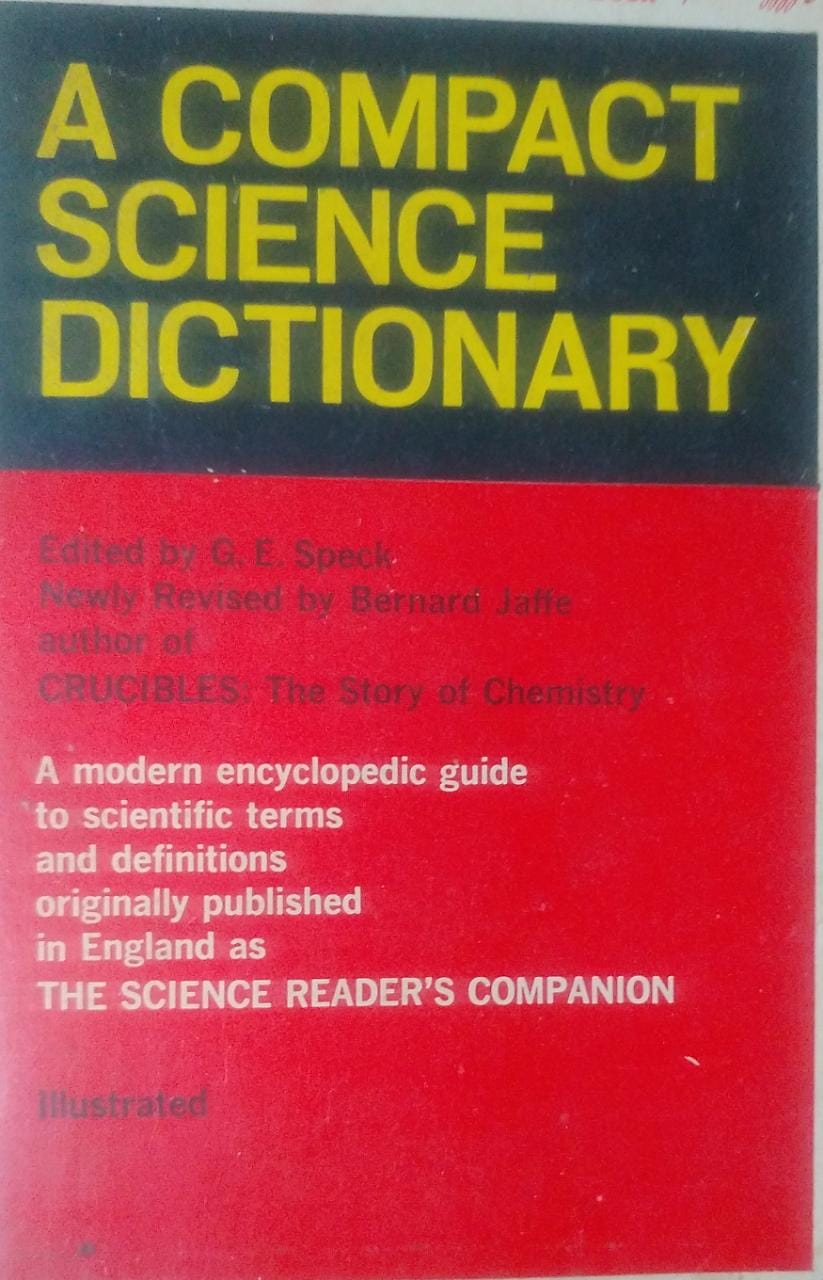 A COMPACT
SCIENCE
DICTIONARY
Edited by G. E. Speck
Newly Revised by Bernard Jaffe
author of
CRUCIBLES: The Story of Chemistry
A modern encyclopedic guide
to scientific terms
and definitions
originally published
in England as
THE SCIENCE READER'S COMPANION
Illustrated